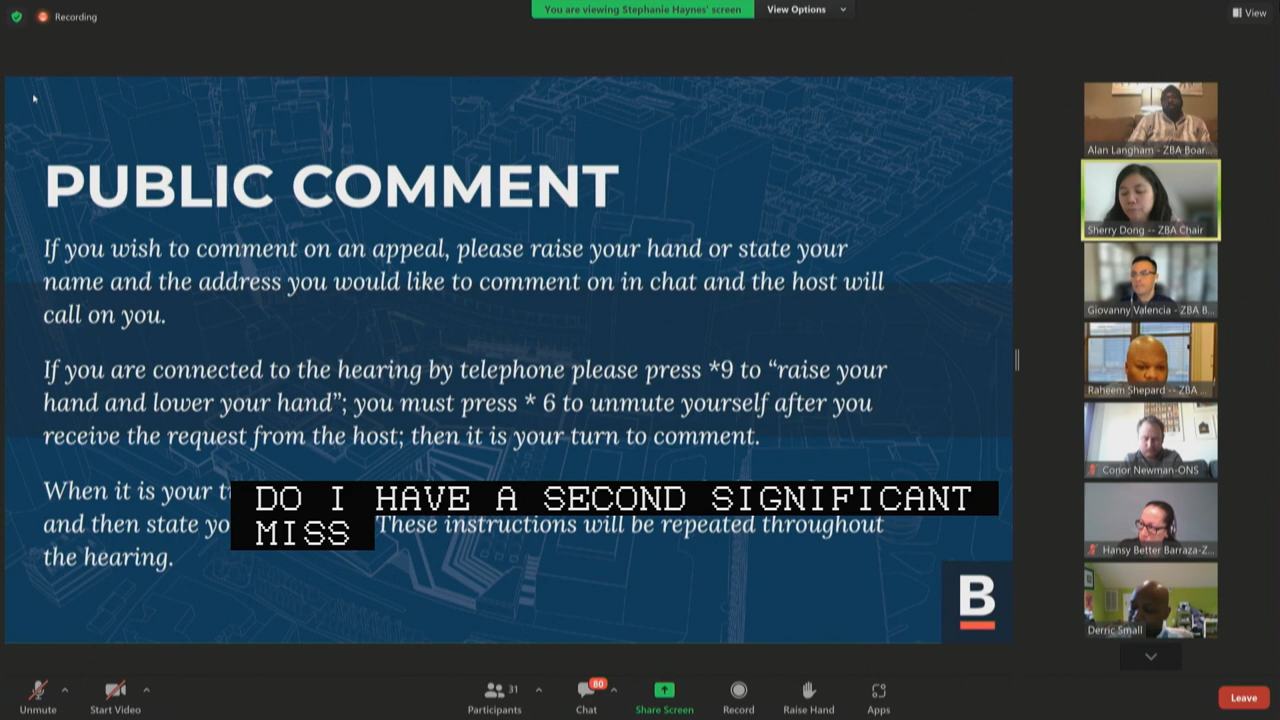 Recording
You are viewing Stephanie Haynes' screen
View Options
View
PUBLIC COMMENT
If you wish to comment on an appeal, please raise your hand or state your
name and the address you would like to comment on in chat and the host will
call on you.
If you are connected to the hearing by telephone please press *9 to “raise your
hand and lower your hand”; you must press * 6 to unmute yourself after you
receive the request from the host; then it is your turn to comment.
When it is your
and then state
These instructions will be repeated throughout
the hearing.
DO I HAVE A SECOND SIGNIFICANT
MISS
B
Alan Langham - ZBA Boar...
Sherry Dong -- ZBA Chair
Giovanny Valencia - ZBA B...
Raheem Shepard -- ZBA ...
Conor Newman-ONS
Hansy Better Barraza-Z...
Derric Small
Unmute
Start Video
Participants
31
Chat
80
Share Screen
Record
Raise Hand
Apps
Leave